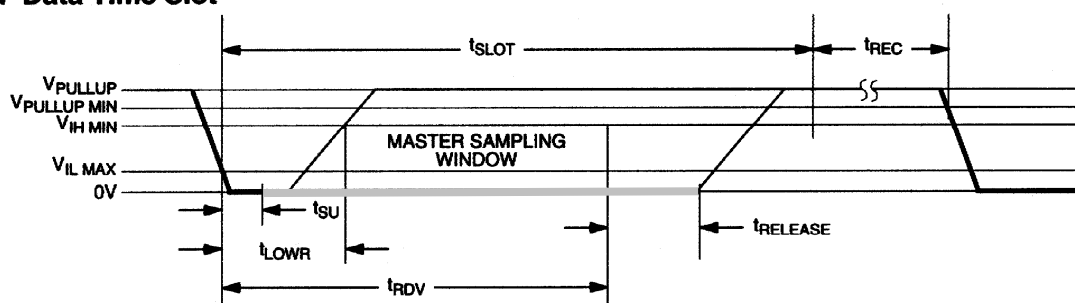 Data Time Slot
tSLOT
tREC
VPULLUP
VPULLUP MIN
VIH MIN
MASTER SAMPLING
WINDOW
VIL MAX
0V
tSU
tRELEASE
tLOWR
tRDV